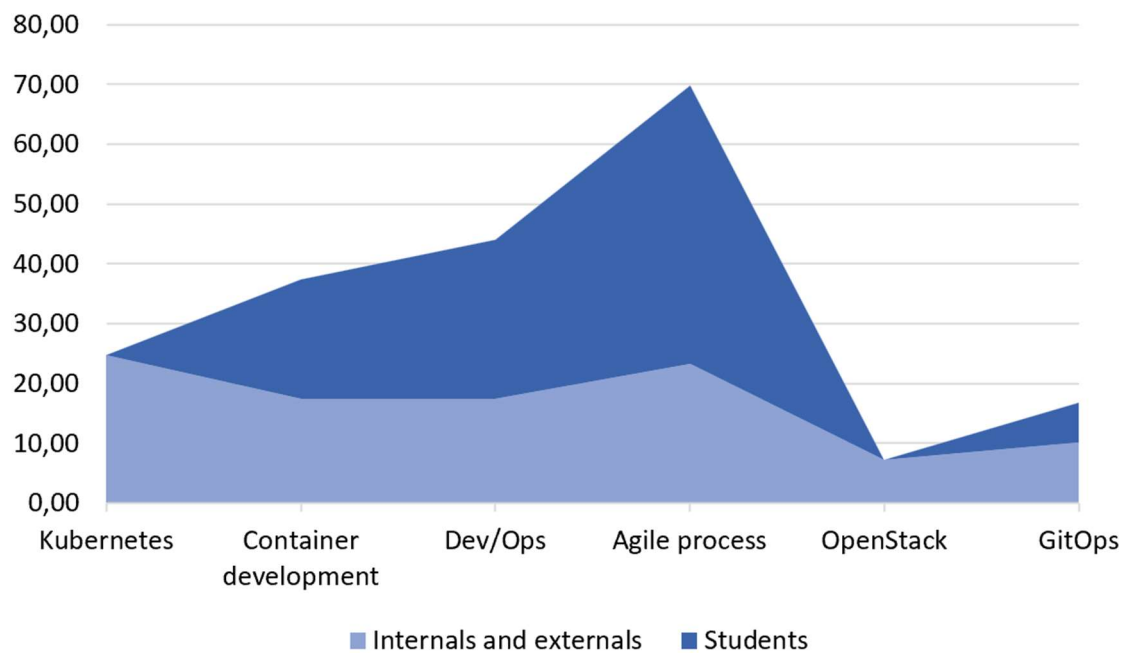 80,00
70,00
60,00
50,00
40,00
30,00
20,00
10,00
0,00
Kubernetes
Container
development
Dev/Ops
Agile process
OpenStack
GitOps
Internals and externals
Students